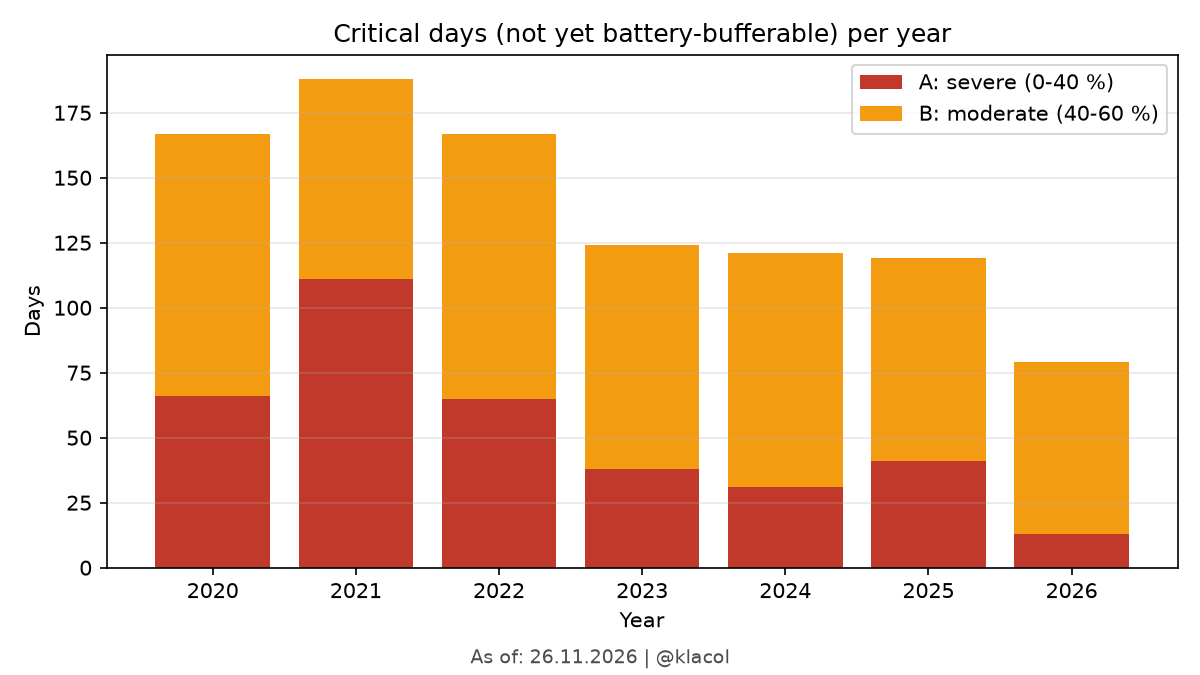 Critical days (not yet battery-bufferable) per year
A: severe (0-40 %)
B: moderate (40-60 %)
175
150
125
100
75
50
25
0
Days
2020 2021 2022 2023 2024 2025 2026
Year
As of: 26.11.2026 | @klacol